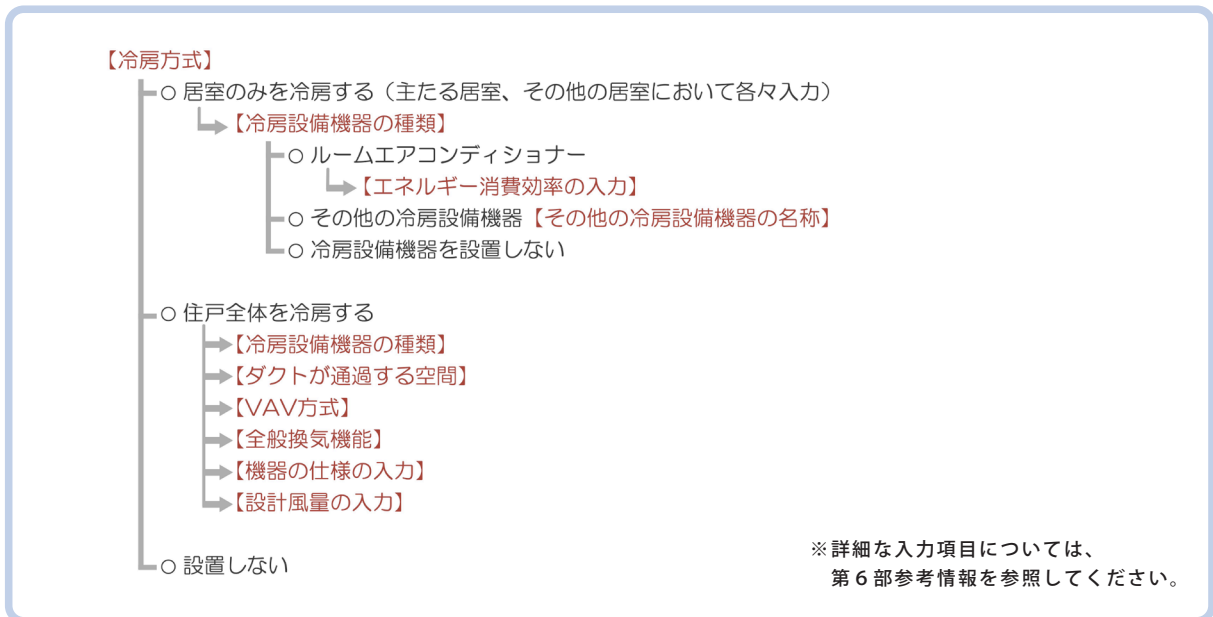 【冷房方式】
○ 居室のみを冷房する（主たる居室、その他の居室において各々入力）
【冷房設備機器の種類】
○ ルームエアコンディショナー
【エネルギー消費効率の入力】
○ その他の冷房設備機器【その他の冷房設備機器の名称】
○ 冷房設備機器を設置しない
○ 住戸全体を冷房する
【冷房設備機器の種類】
【ダクトが通過する空間】
【VAV方式】
【全般換気機能】
【機器の仕様の入力】
【設計風量の入力】
○ 設置しない
※詳細な入力項目については、
第６部参考情報を参照してください。